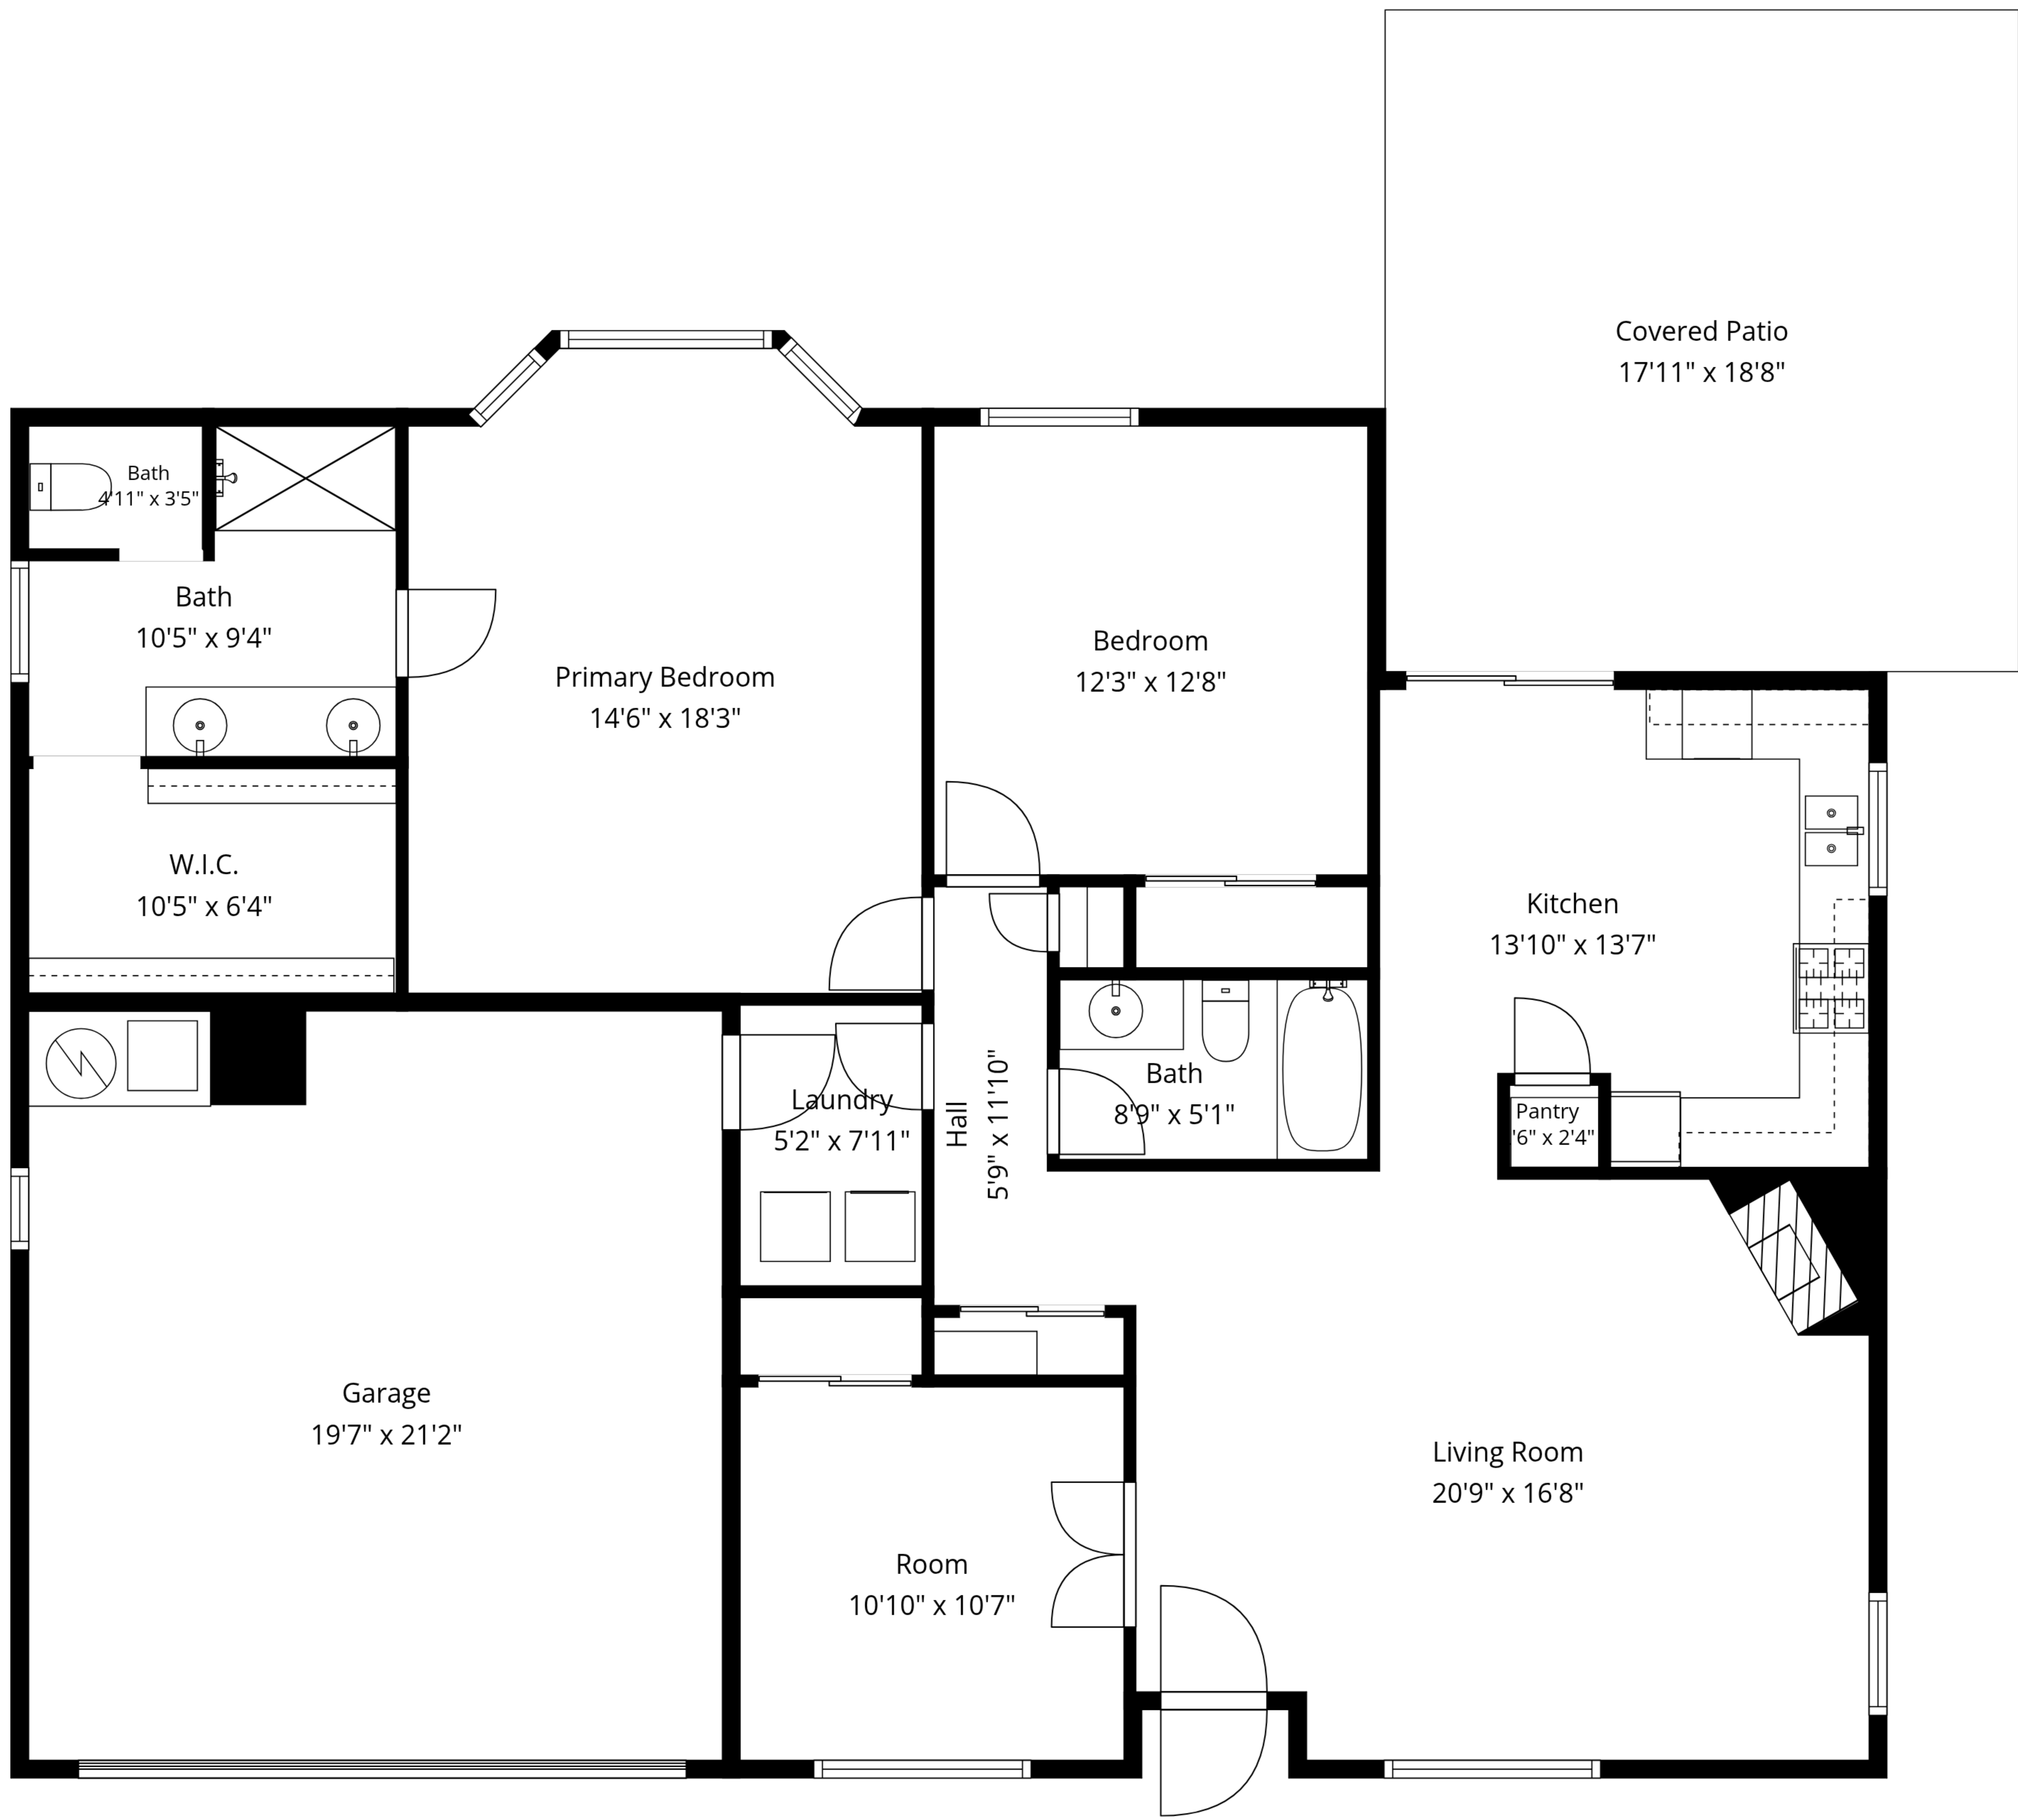 Covered Patio
17'11" x 18'8"
Bath
4'11" x 3'5"
Bath
10'5" x 9'4"
Primary Bedroom
14'6" x 18'3"
Bedroom
12'3" x 12'8"
W.I.C.
10'5" x 6'4"
Kitchen
13'10" x 13'7"
Laundry
5'2" x 7'11"
Hall
5'9" x 11'10"
Bath
8'9" x 5'1"
Pantry
'6" x 2'4"
Garage
19'7" x 21'2"
Living Room
20'9" x 16'8"
Room
10'10" x 10'7"